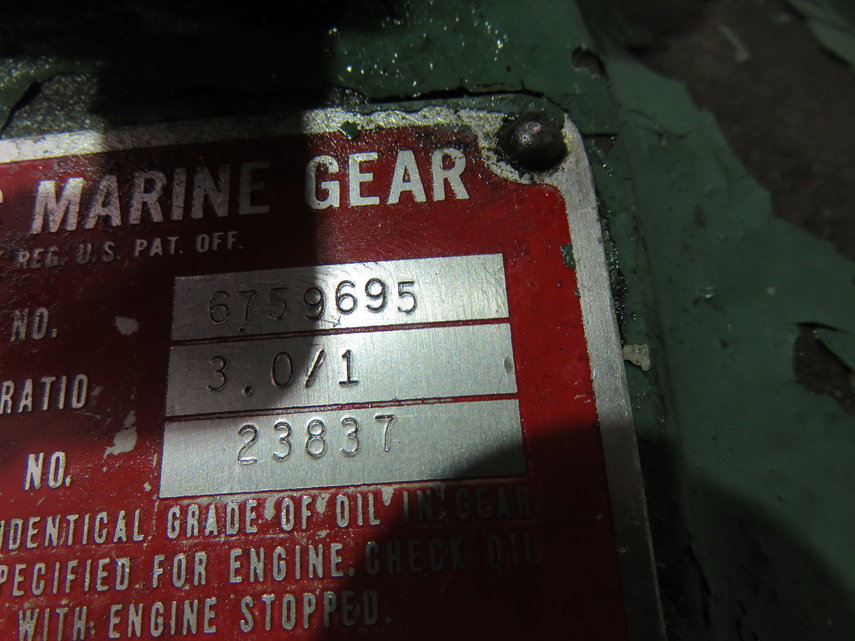 MARINE GEAR
REG. U.S. PAT. OFF.
NO. 6759695
RATIO 3.0/1
NO. 23837
IDENTICAL GRADE OF OIL IN GEAR
SPECIFIED FOR ENGINE. CHECK OIL
WITH ENGINE STOPPED.